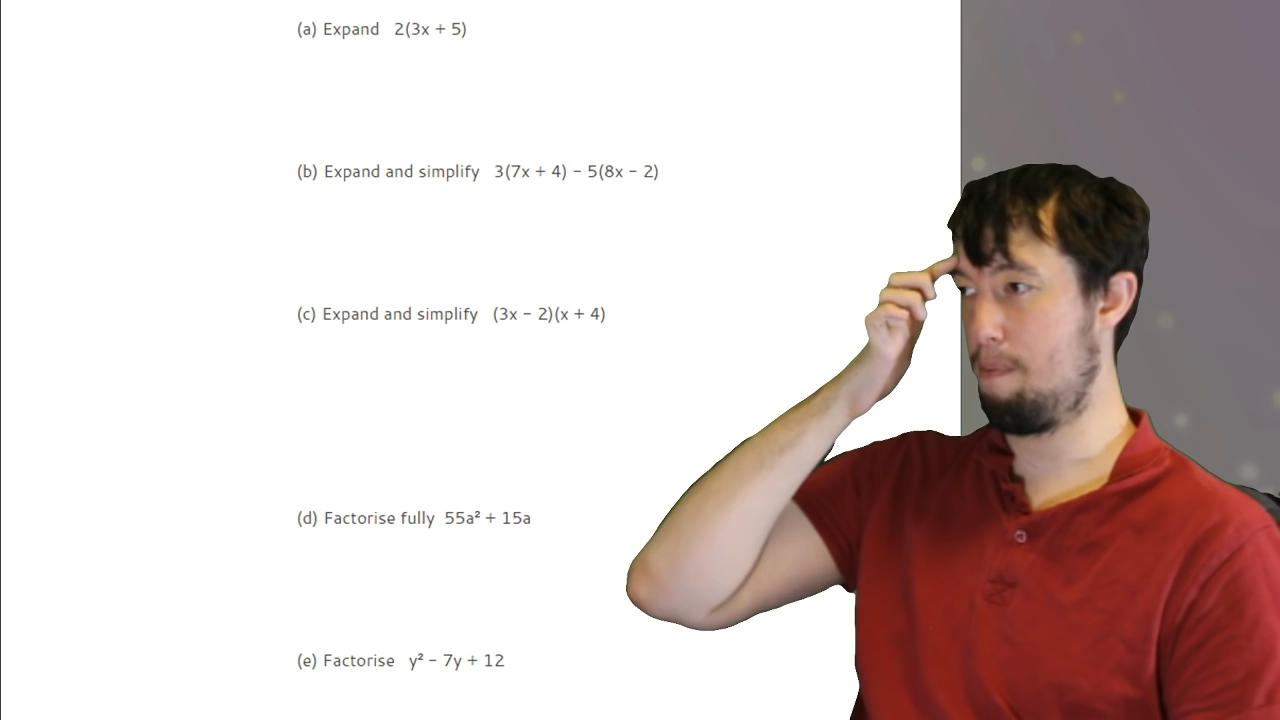 (a) Expand 2(3x + 5)
(b) Expand and simplify 3(7x + 4) − 5(8x − 2)
(c) Expand and simplify (3x − 2)(x + 4)
(d) Factorise fully 55a² + 15a
(e) Factorise y² − 7y + 12